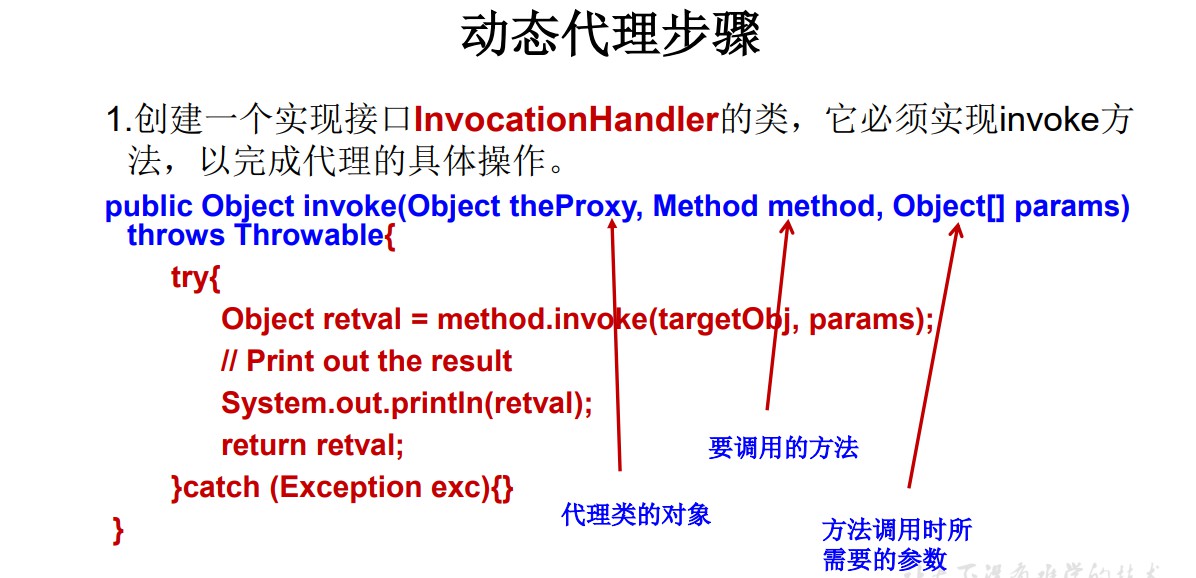 动态代理步骤
1.创建一个实现接口InvocationHandler的类，它必须实现invoke方
法，以完成代理的具体操作。
public Object invoke(Object theProxy, Method method, Object[] params)
throws Throwable{
try{
Object retval = method.invoke(targetObj, params);
// Print out the result
System.out.println(retval);
return retval;
}catch (Exception exc){}
}
要调用的方法
代理类的对象
方法调用时所
需要的参数